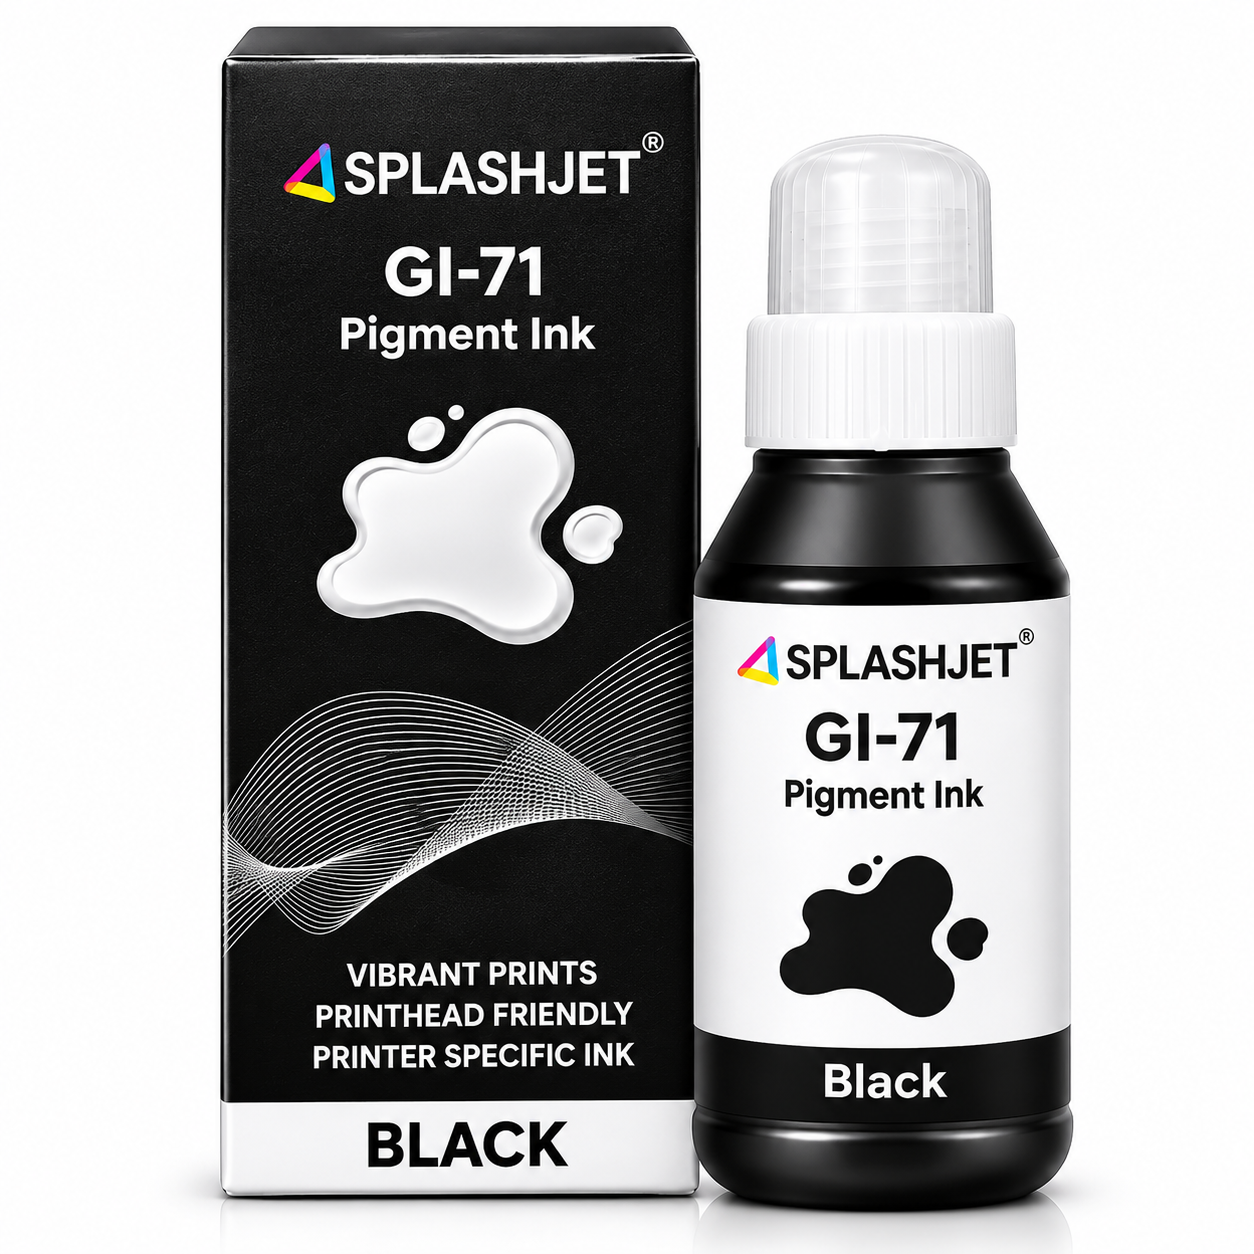 SPLASHJET®
GI-71
Pigment Ink
VIBRANT PRINTS
PRINTHEAD FRIENDLY
PRINTER SPECIFIC INK
BLACK
SPLASHJET®
GI-71
Pigment Ink
Black